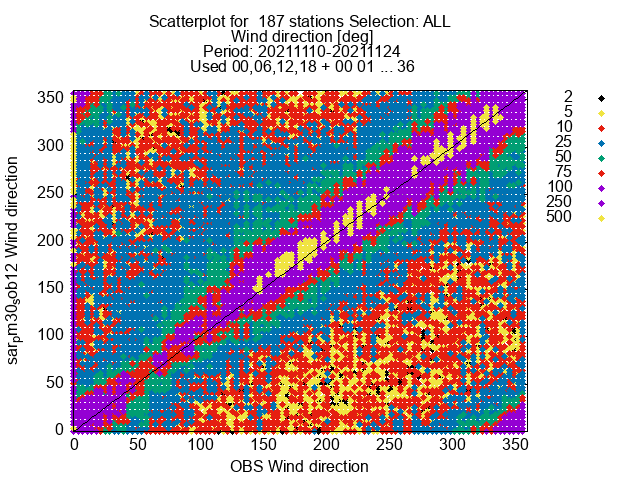 Scatterplot for 187 stations Selection: ALL
Wind direction [deg]
Period: 20211110-20211124
Used 00,06,12,18 + 00 01 ... 36
2
5
10
25
50
75
100
250
500
350
300
250
200
150
100
50
0
sarpm30sob12 Wind direction
0 50 100 150 200 250 300 350
OBS Wind direction